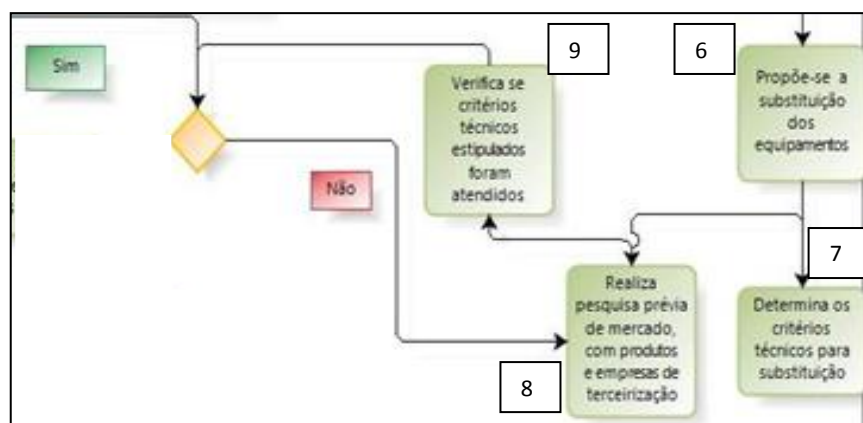 Sim
9
Verifica se
critérios
técnicos
estipulados
foram
atendidos
6
Propõe-se a
substituição
dos
equipamentos
Não
7
Realiza
pesquisa prévia
de mercado,
com produtos
e empresas de
terceirização
8
Determina os
critérios
técnicos para
substituição